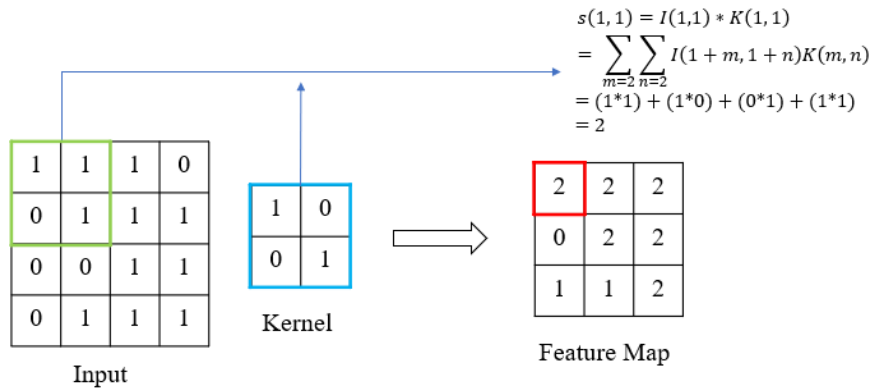 s(1, 1) = I(1,1) * K(1, 1)
= ∑m=2 ∑n=2 I(1 + m, 1 + n)K(m, n)
= (1*1) + (1*0) + (0*1) + (1*1)
= 2
1 1 1 0
0 1 1 1
0 0 1 1
0 1 1 1
Input
1 0
0 1
Kernel
2 2 2
0 2 2
1 1 2
Feature Map